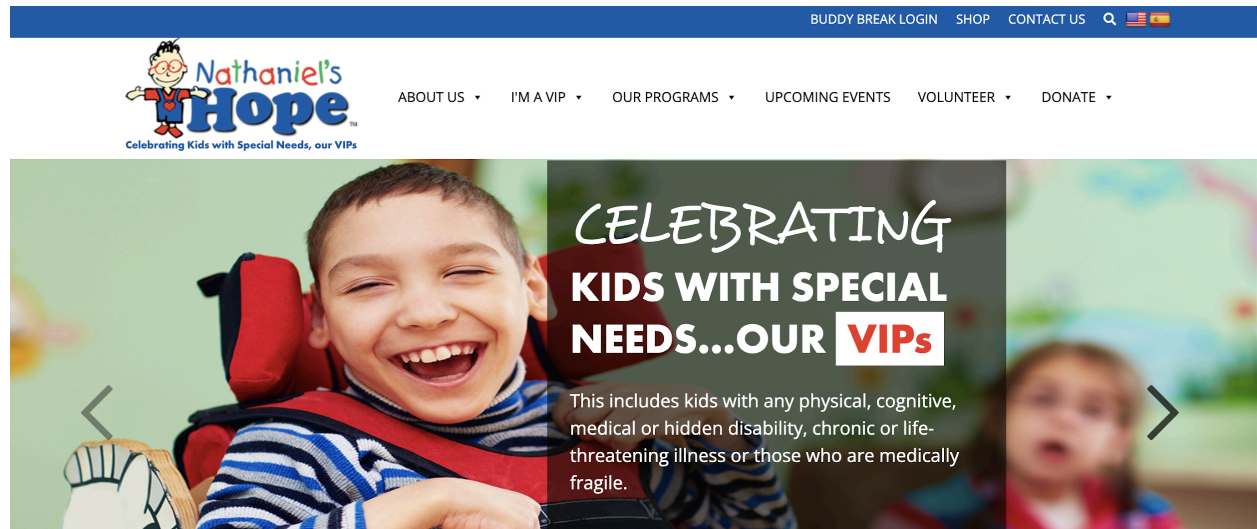 BUDDY BREAK LOGIN SHOP CONTACT US
Nathaniel's
Hope™
Celebrating Kids with Special Needs, our VIPs
ABOUT US ▾ I'M A VIP ▾ OUR PROGRAMS ▾ UPCOMING EVENTS VOLUNTEER ▾ DONATE ▾
CELEBRATING
KIDS WITH SPECIAL
NEEDS...OUR VIPs
This includes kids with any physical, cognitive,
medical or hidden disability, chronic or life-
threatening illness or those who are medically
fragile.